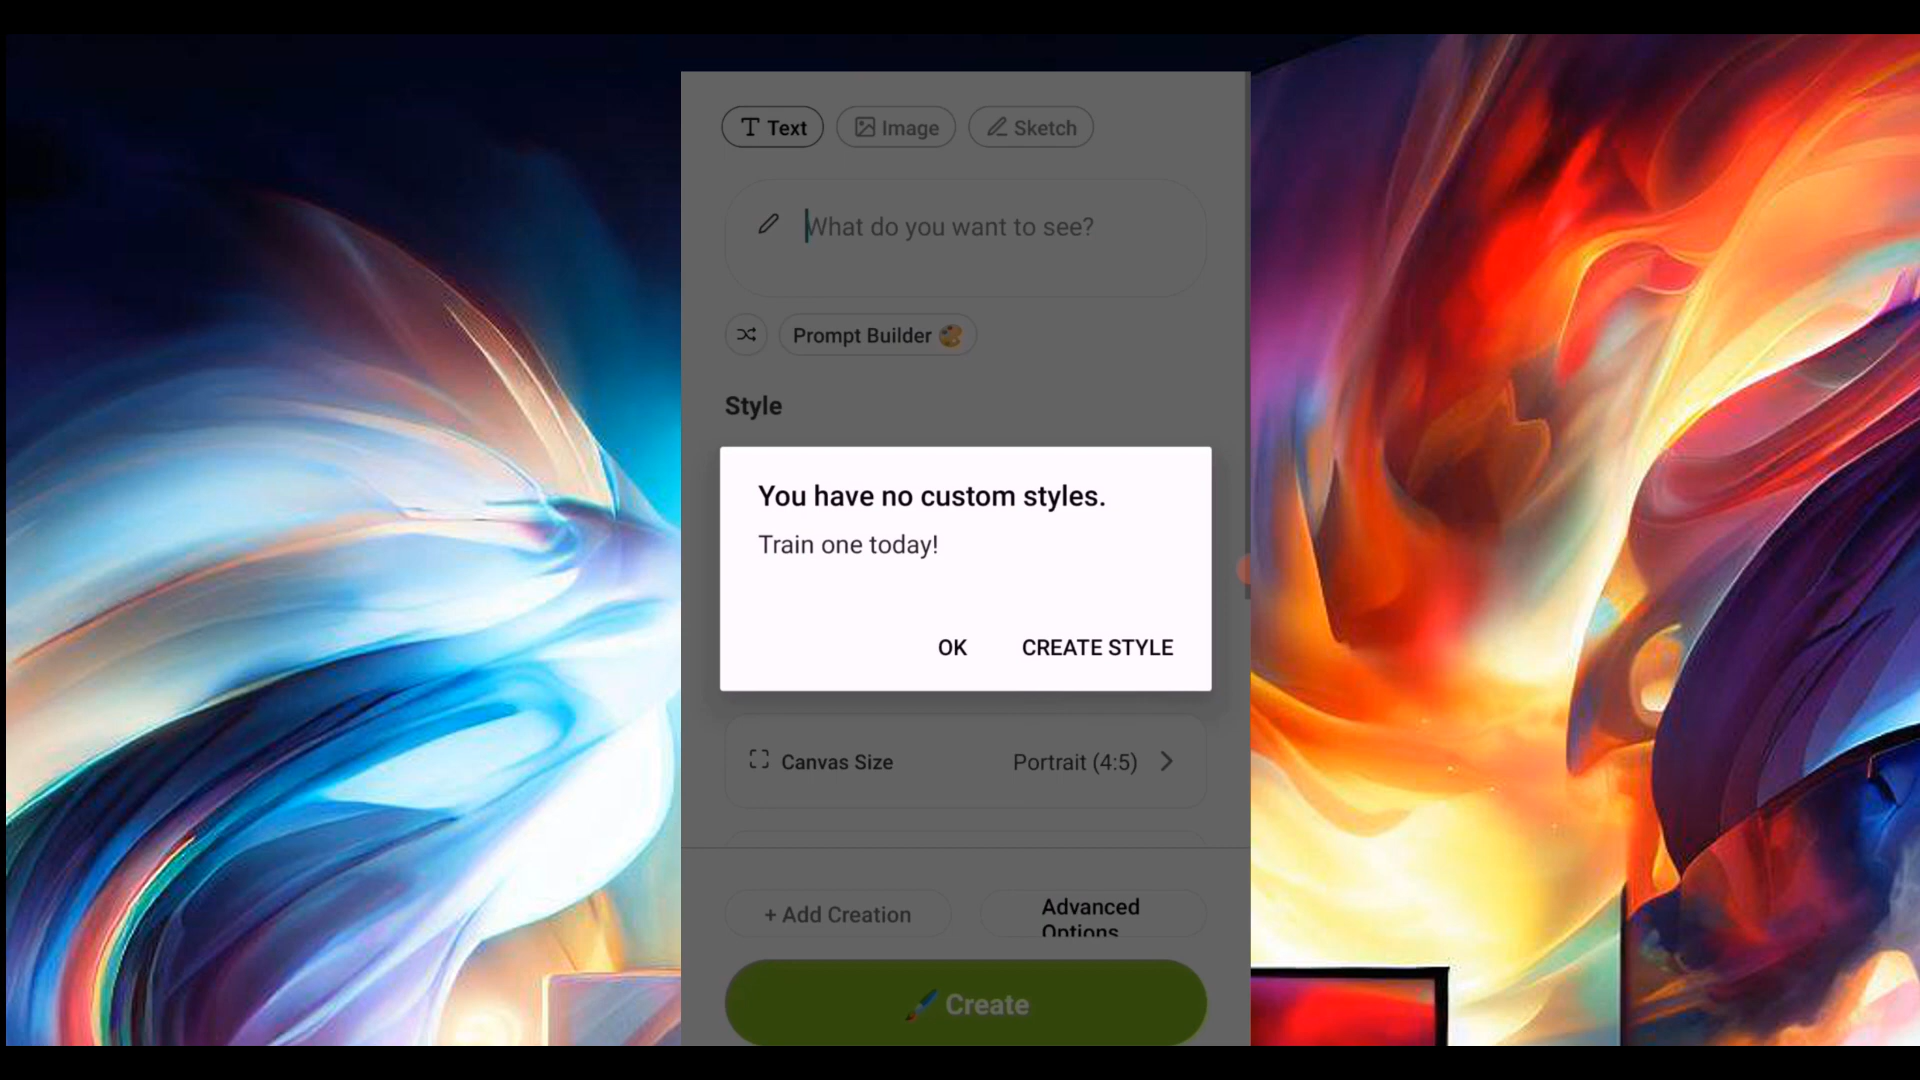 Text
Image
Sketch
What do you want to see?
Prompt Builder
Style
You have no custom styles.
Train one today!
OK
CREATE STYLE
Canvas Size
Portrait (4:5)
+ Add Creation
Advanced
Options
Create